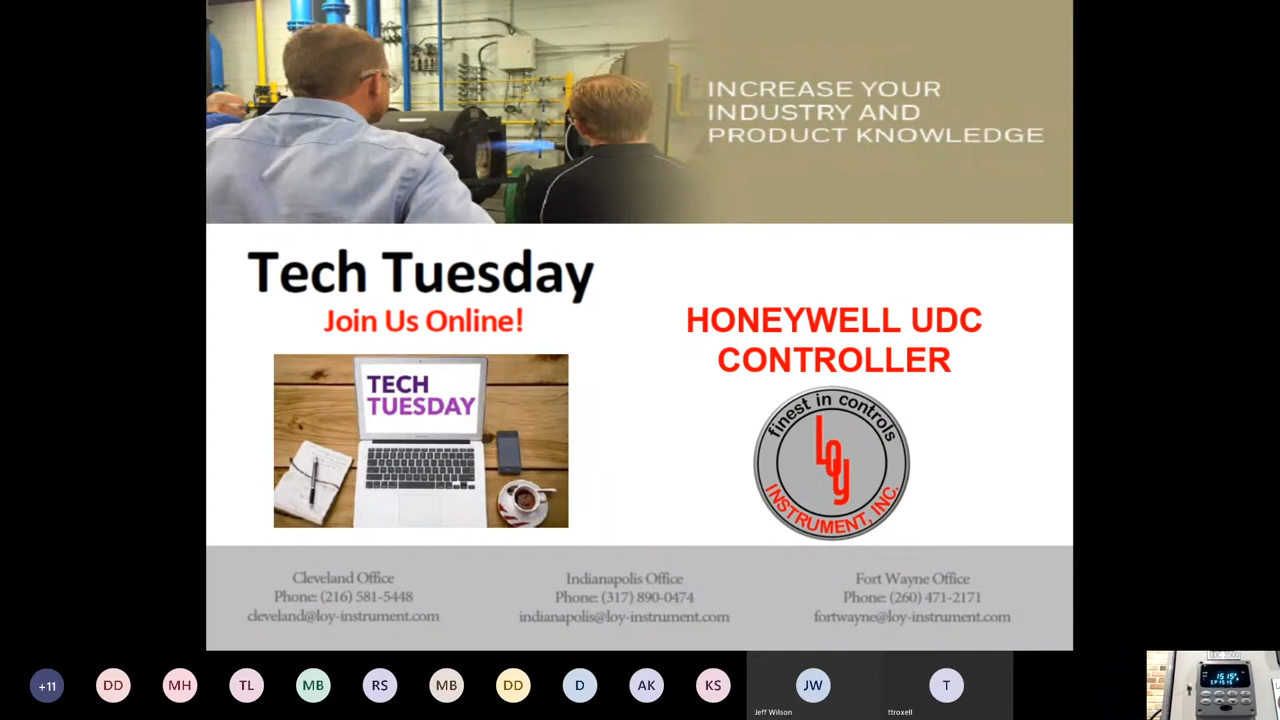 INCREASE YOUR
INDUSTRY AND
PRODUCT KNOWLEDGE
Tech Tuesday
Join Us Online!
TECH
TUESDAY
HONEYWELL UDC
CONTROLLER
finest in controls
Loy
INSTRUMENT, INC.
Cleveland Office
Phone: (216) 581-5448
cleveland@loy-instrument.com
Indianapolis Office
Phone: (317) 890-0474
indianapolis@loy-instrument.com
Fort Wayne Office
Phone: (260) 471-2171
fortwayne@loy-instrument.com
+11
DD
MH
TL
MB
RS
MB
DD
D
AK
KS
JW
Jeff Wilson
T
ttroxell